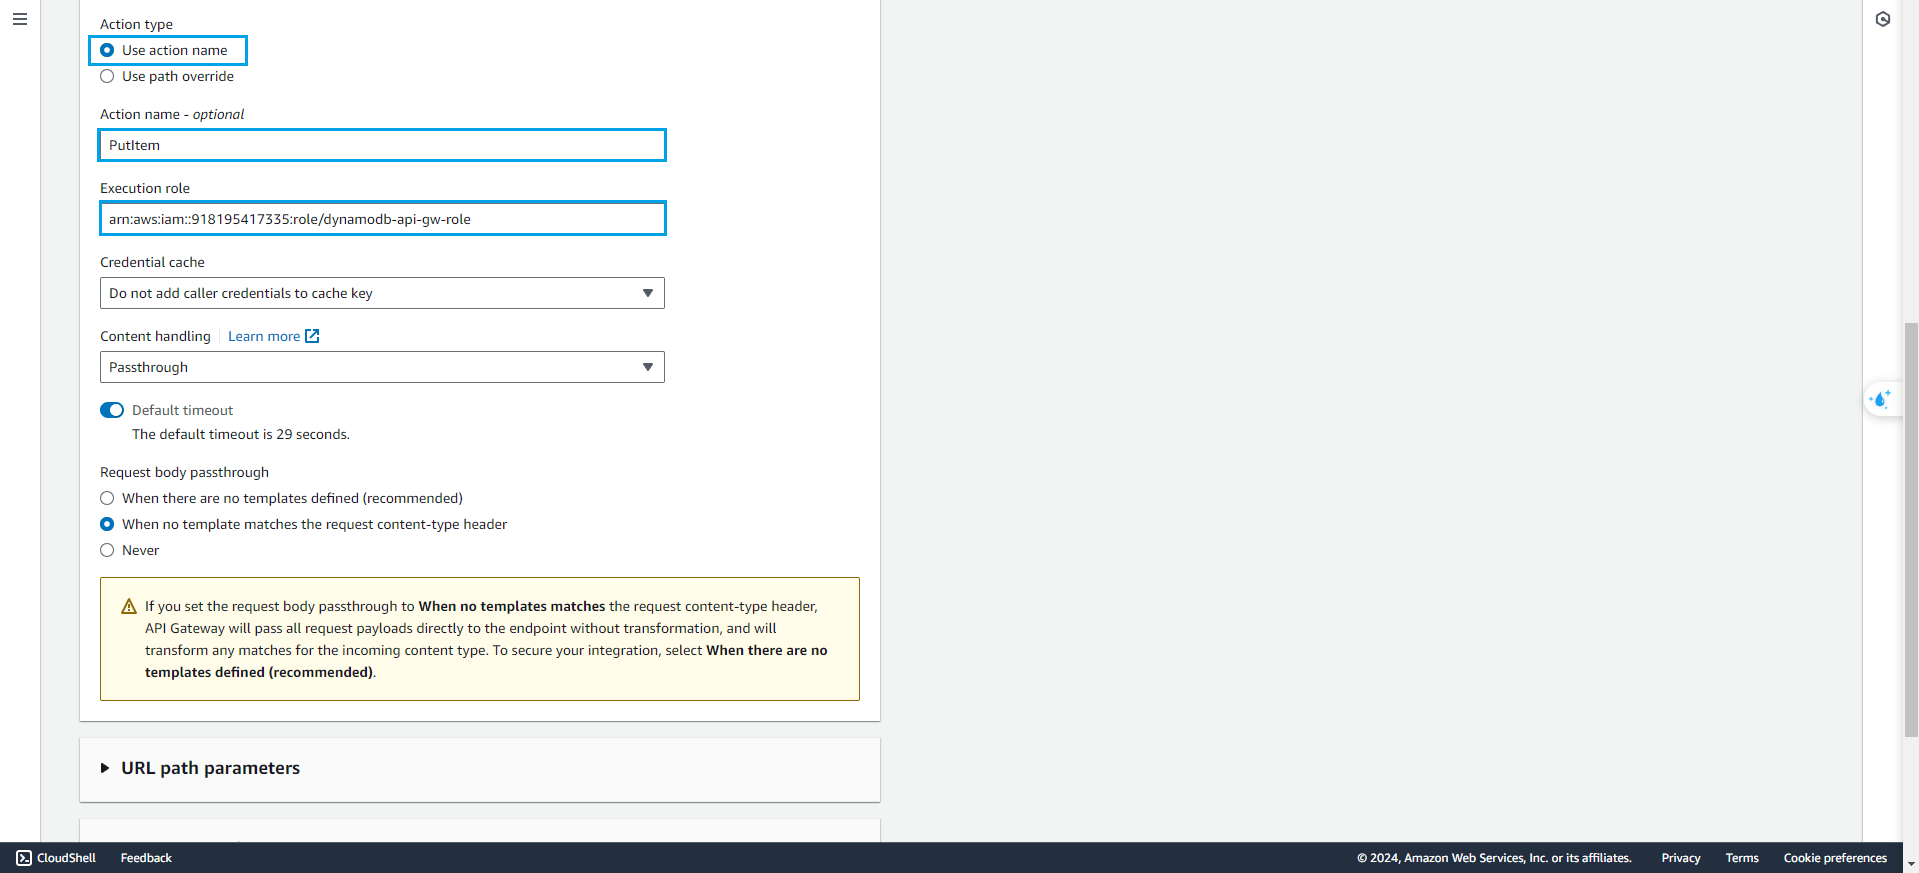 Action type
Use action name
Use path override
Action name - optional
PutItem
Execution role
arn:aws:iam::918195417335:role/dynamodb-api-gw-role
Credential cache
Do not add caller credentials to cache key
Content handling
Learn more
Passthrough
Default timeout
The default timeout is 29 seconds.
Request body passthrough
When there are no templates defined (recommended)
When no template matches the request content-type header
Never
If you set the request body passthrough to When no templates matches the request content-type header,
API Gateway will pass all request payloads directly to the endpoint without transformation, and will
transform any matches for the incoming content type. To secure your integration, select When there are no
templates defined (recommended).
URL path parameters
CloudShell
Feedback
© 2024, Amazon Web Services, Inc. or its affiliates.
Privacy
Terms
Cookie preferences